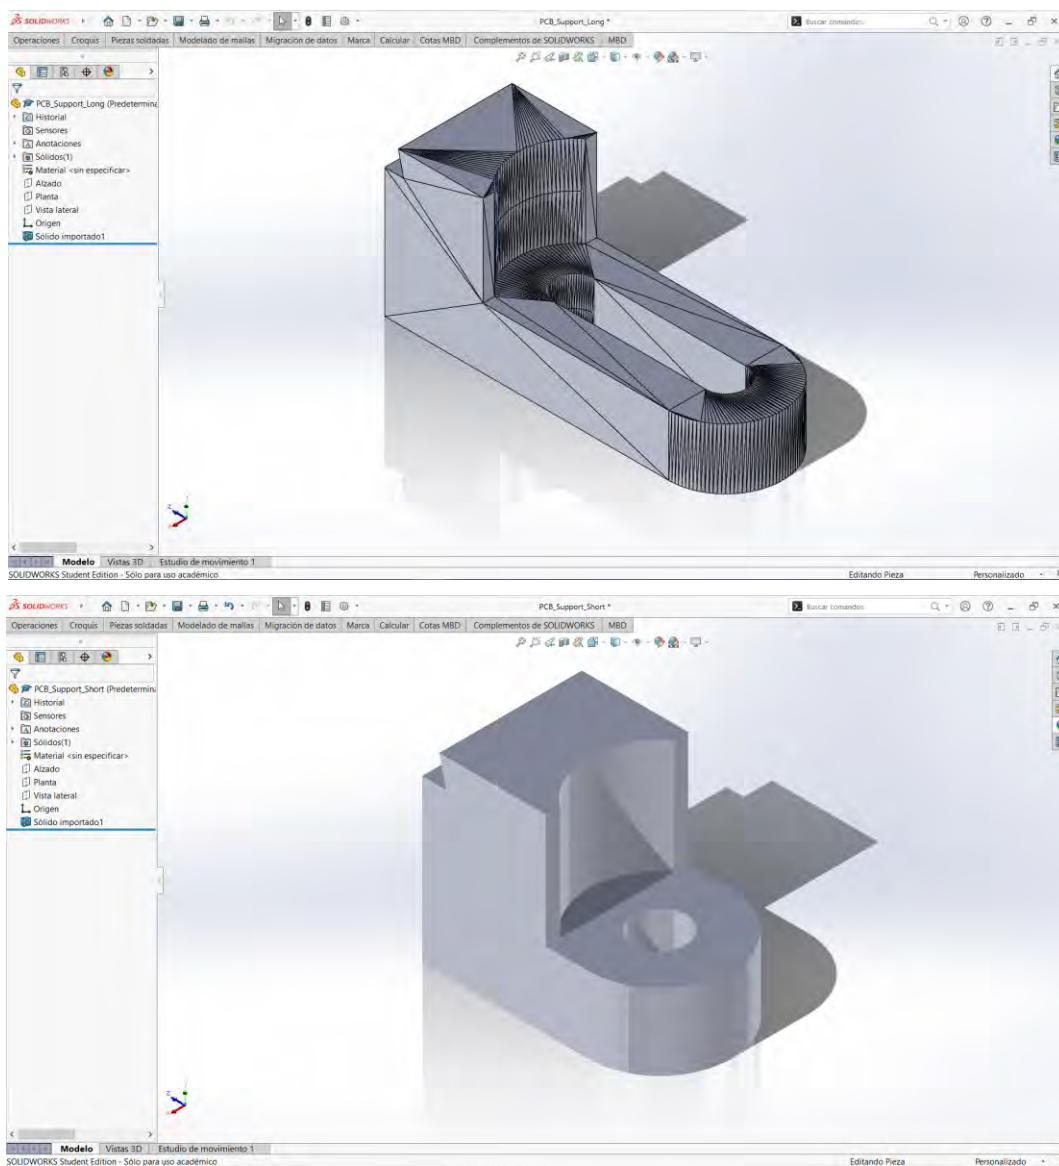 SOLIDWORKS
PCB_Support_Long *
Buscar comandos
Operaciones Croquis Piezas soldadas Modelado de mallas Migración de datos Marca Calcular Cotas MBD Complementos de SOLIDWORKS MBD
PCB_Support_Long (Predetermina
Historial
Sensores
Anotaciones
Sólidos(1)
Material <sin especificar>
Alzado
Planta
Vista lateral
Origen
Sólido importado1
Modelo Vistas 3D Estudio de movimiento 1
SOLIDWORKS Student Edition - Sólo para uso académico
Editando Pieza
Personalizado
SOLIDWORKS
PCB_Support_Short *
Buscar comandos
Operaciones Croquis Piezas soldadas Modelado de mallas Migración de datos Marca Calcular Cotas MBD Complementos de SOLIDWORKS MBD
PCB_Support_Short (Predetermin
Historial
Sensores
Anotaciones
Sólidos(1)
Material <sin especificar>
Alzado
Planta
Vista lateral
Origen
Sólido importado1
Modelo Vistas 3D Estudio de movimiento 1
SOLIDWORKS Student Edition - Sólo para uso académico
Editando Pieza
Personalizado